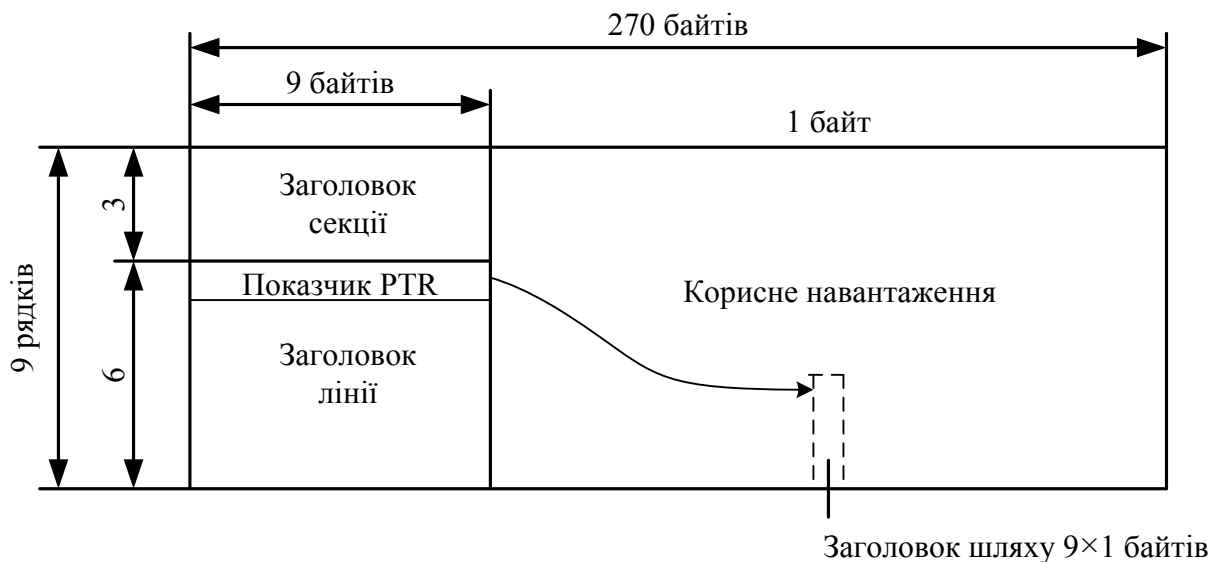 270 байтів
9 байтів
1 байт
9 рядків
3
6
Заголовок
секції
Показчик PTR
Заголовок
лінії
Корисне навантаження
Заголовок шляху 9×1 байтів